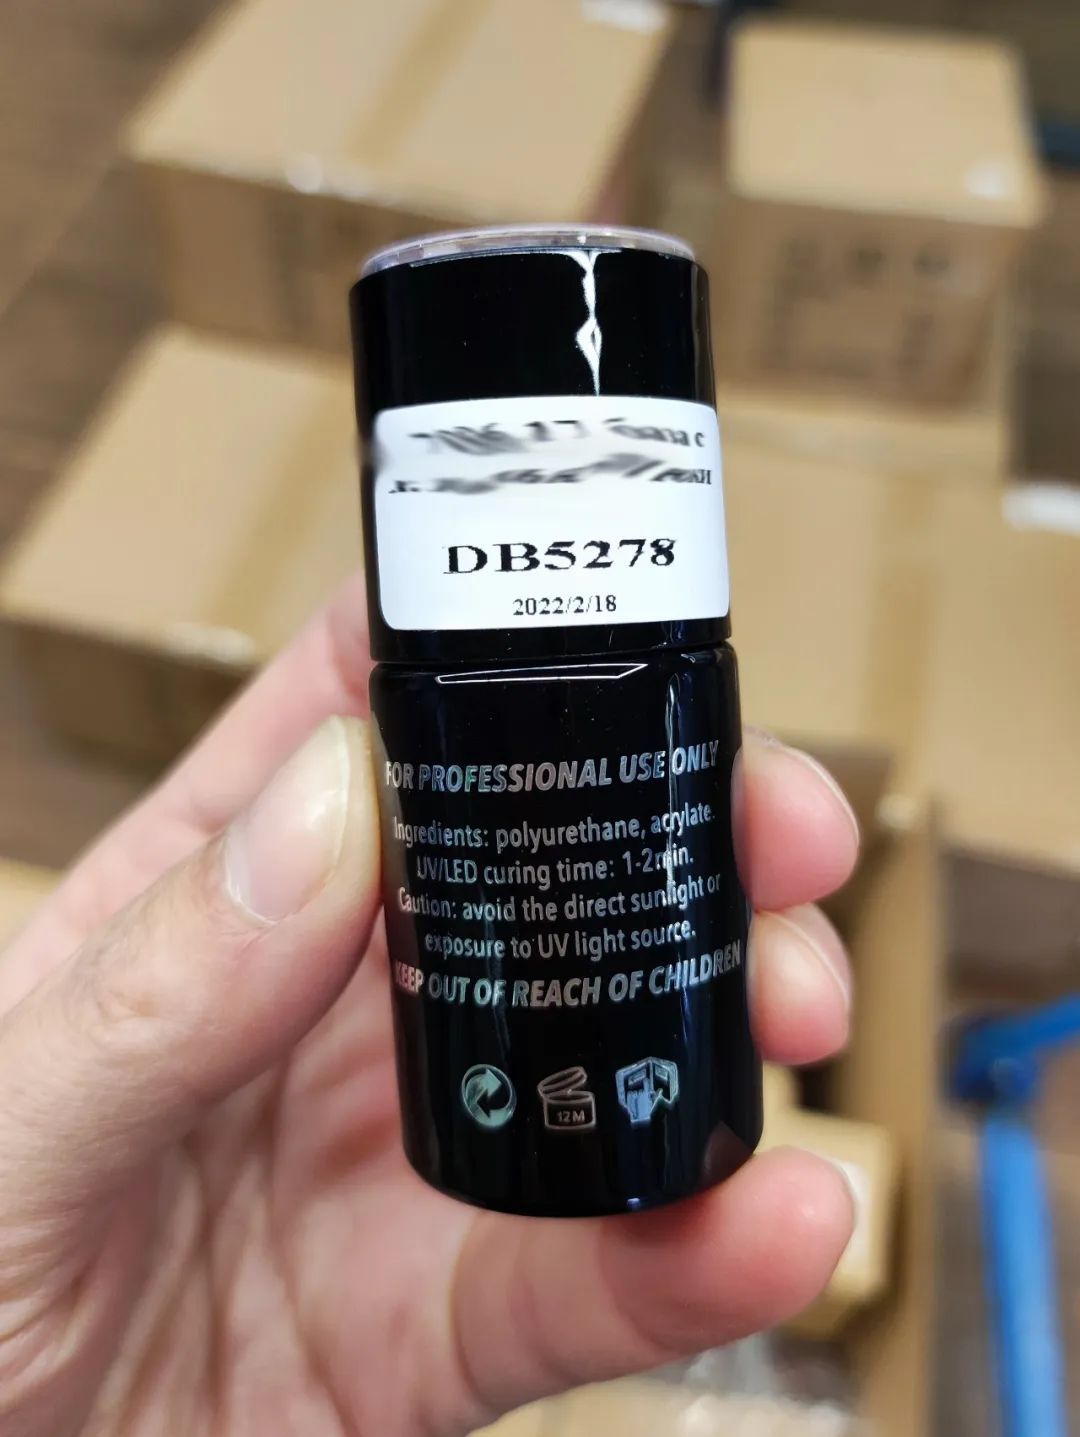 с
DB5278
2022/2/18
FOR PROFESSIONAL USE ONLY
Ingredients: polyurethane, acrylate.
UV/LED curing time: 1-2min.
Caution: avoid the direct sunlight or
exposure to UV light source.
KEEP OUT OF REACH OF CHILDREN
12M